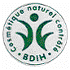 cosmétique naturel contrôlé
• BDIH •